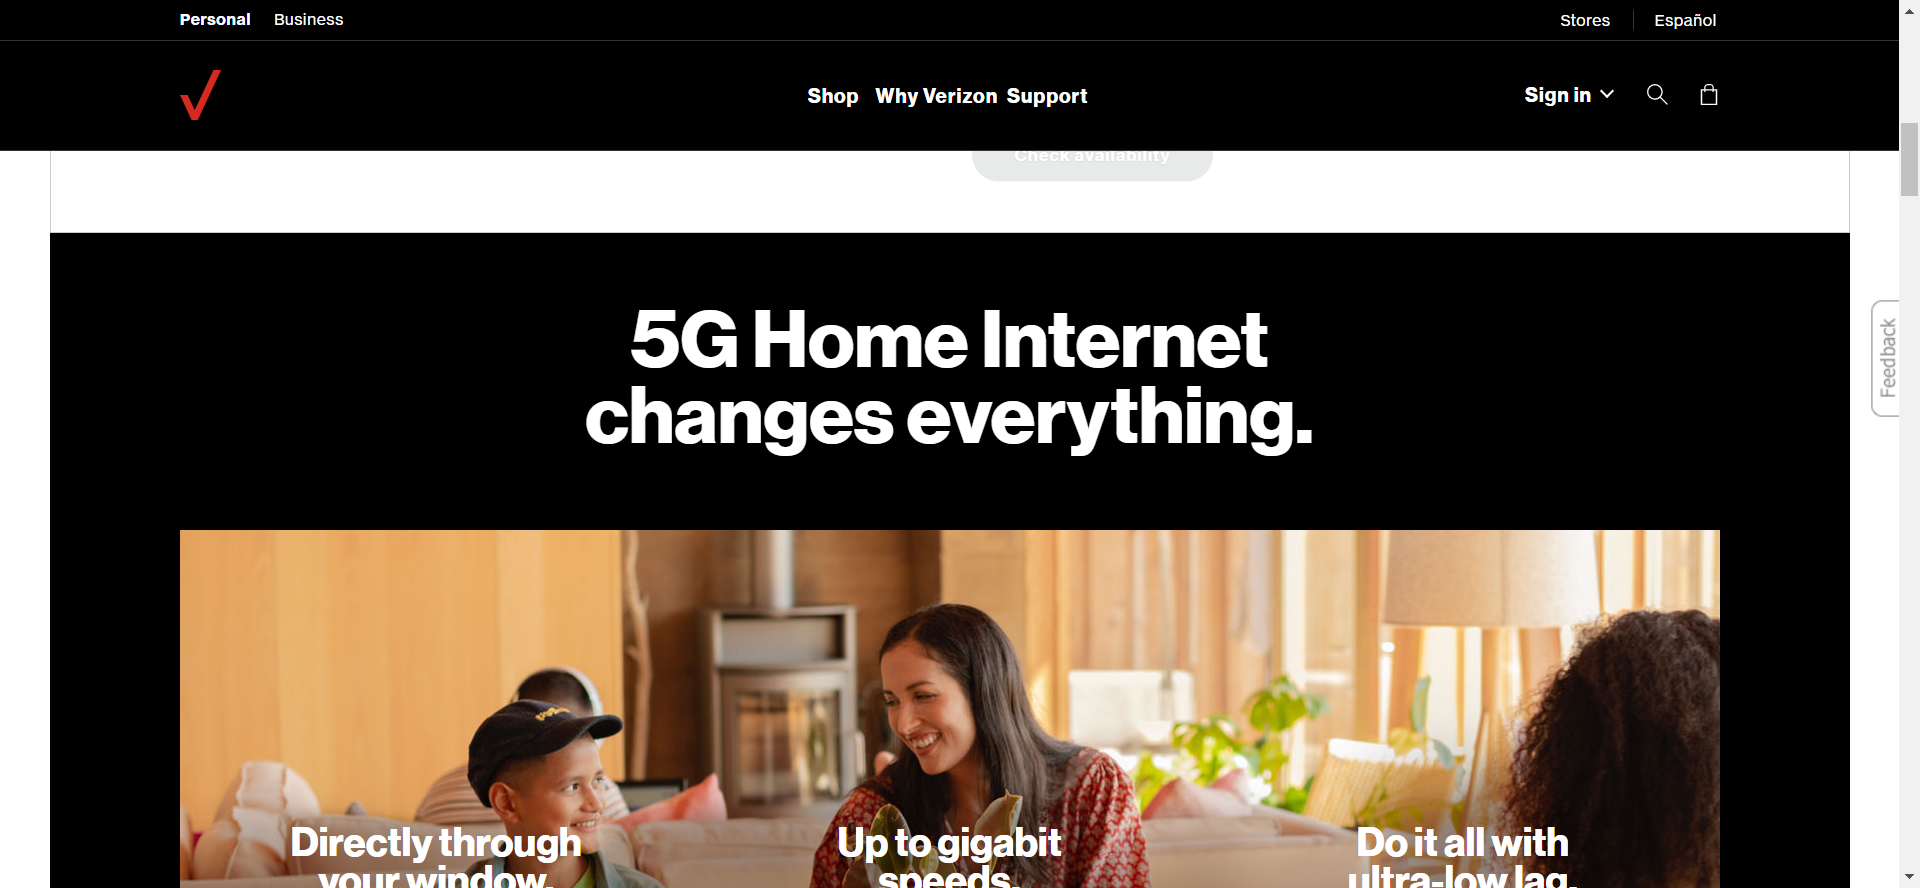 Personal Business Stores Español
Shop Why Verizon Support Sign in
Check availability
5G Home Internet
changes everything.
Feedback
Directly through
your window.
Up to gigabit
speeds.
Do it all with
ultra-low lag.